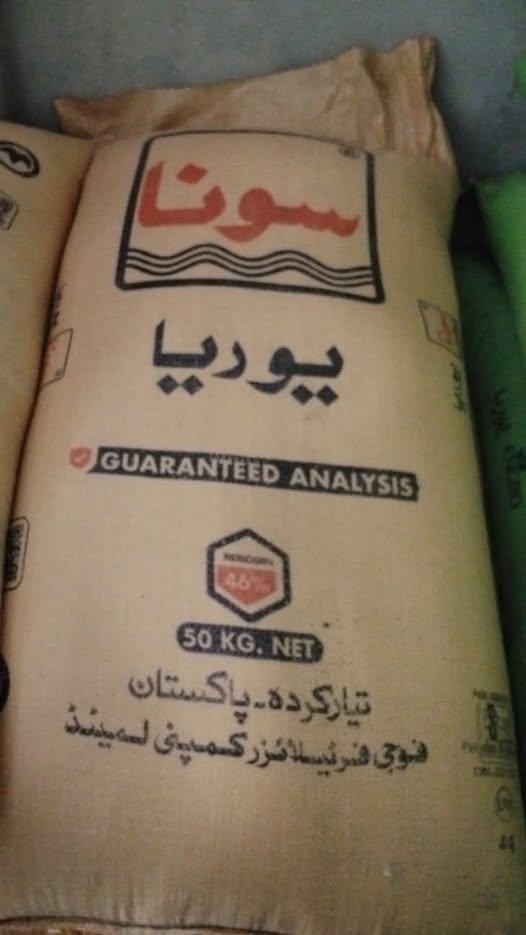 سونا
یوریا
GUARANTEED ANALYSIS
NITROGEN
46%
50 KG. NET
تیارکردہ۔پاکستان
فوجی فرٹیلائزر کمپنی لمیٹڈ